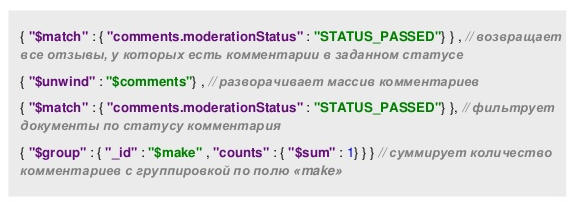 { "$match" : { "comments.moderationStatus" : "STATUS_PASSED"} } , // возвращает
все отзывы, у которых есть комментарии в заданном статусе
{ "$unwind" : "$comments"} , // разворачивает массив комментариев
{ "$match" : { "comments.moderationStatus" : "STATUS_PASSED"} }, // фильтрует
документы по статусу комментария
{ "$group" : { "_id" : "$make" , "counts" : { "$sum" : 1} } } // суммирует количество
комментариев с группировкой по полю «make»